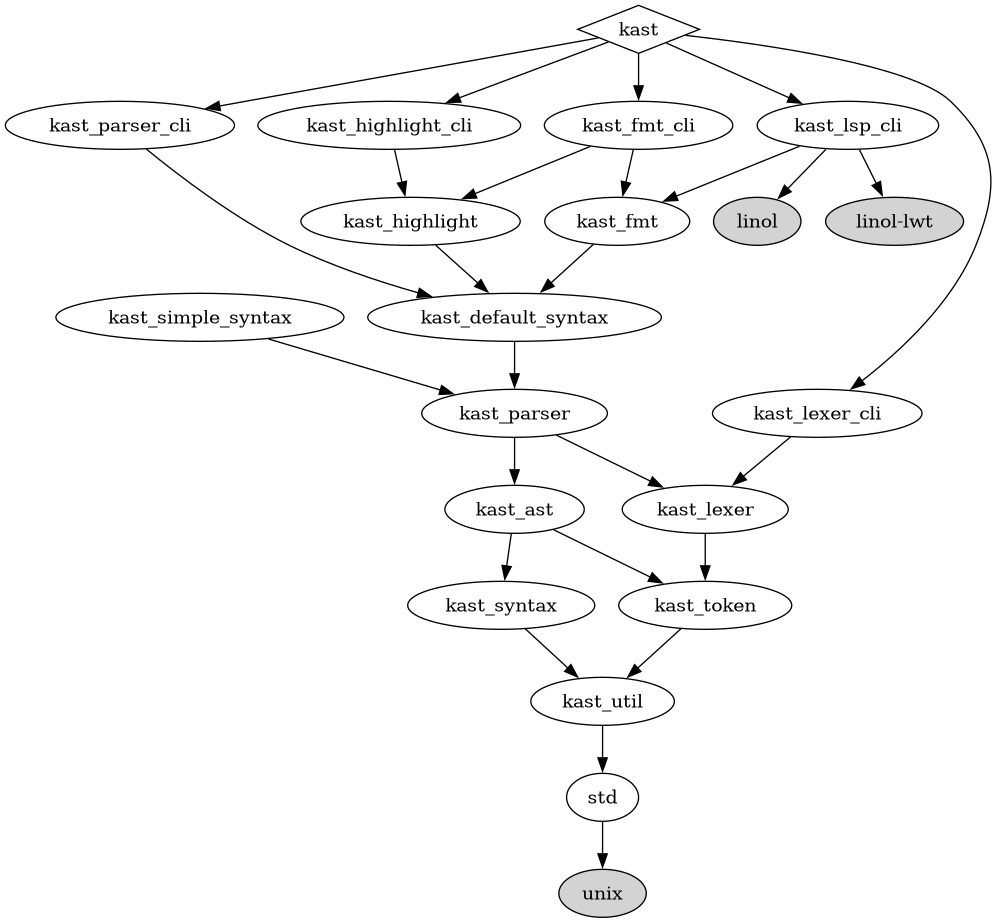 kast
kast_parser_cli
kast_highlight_cli
kast_fmt_cli
kast_lsp_cli
kast_highlight
kast_fmt
linol
linol-lwt
kast_simple_syntax
kast_default_syntax
kast_parser
kast_lexer_cli
kast_ast
kast_lexer
kast_syntax
kast_token
kast_util
std
unix